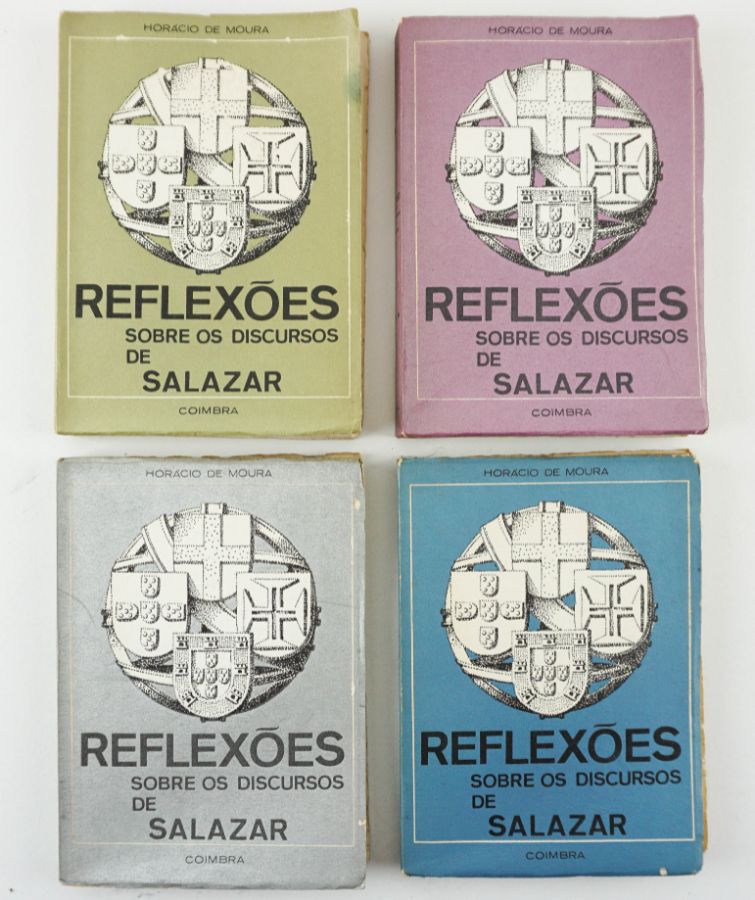 HORÁCIO DE MOURA
REFLEXÕES
SOBRE OS DISCURSOS
DE
SALAZAR
COIMBRA
HORÁCIO DE MOURA
REFLEXÕES
SOBRE OS DISCURSOS
DE
SALAZAR
COIMBRA
HORÁCIO DE MOURA
REFLEXÕES
SOBRE OS DISCURSOS
DE
SALAZAR
COIMBRA
HORÁCIO DE MOURA
REFLEXÕES
SOBRE OS DISCURSOS
DE
SALAZAR
COIMBRA